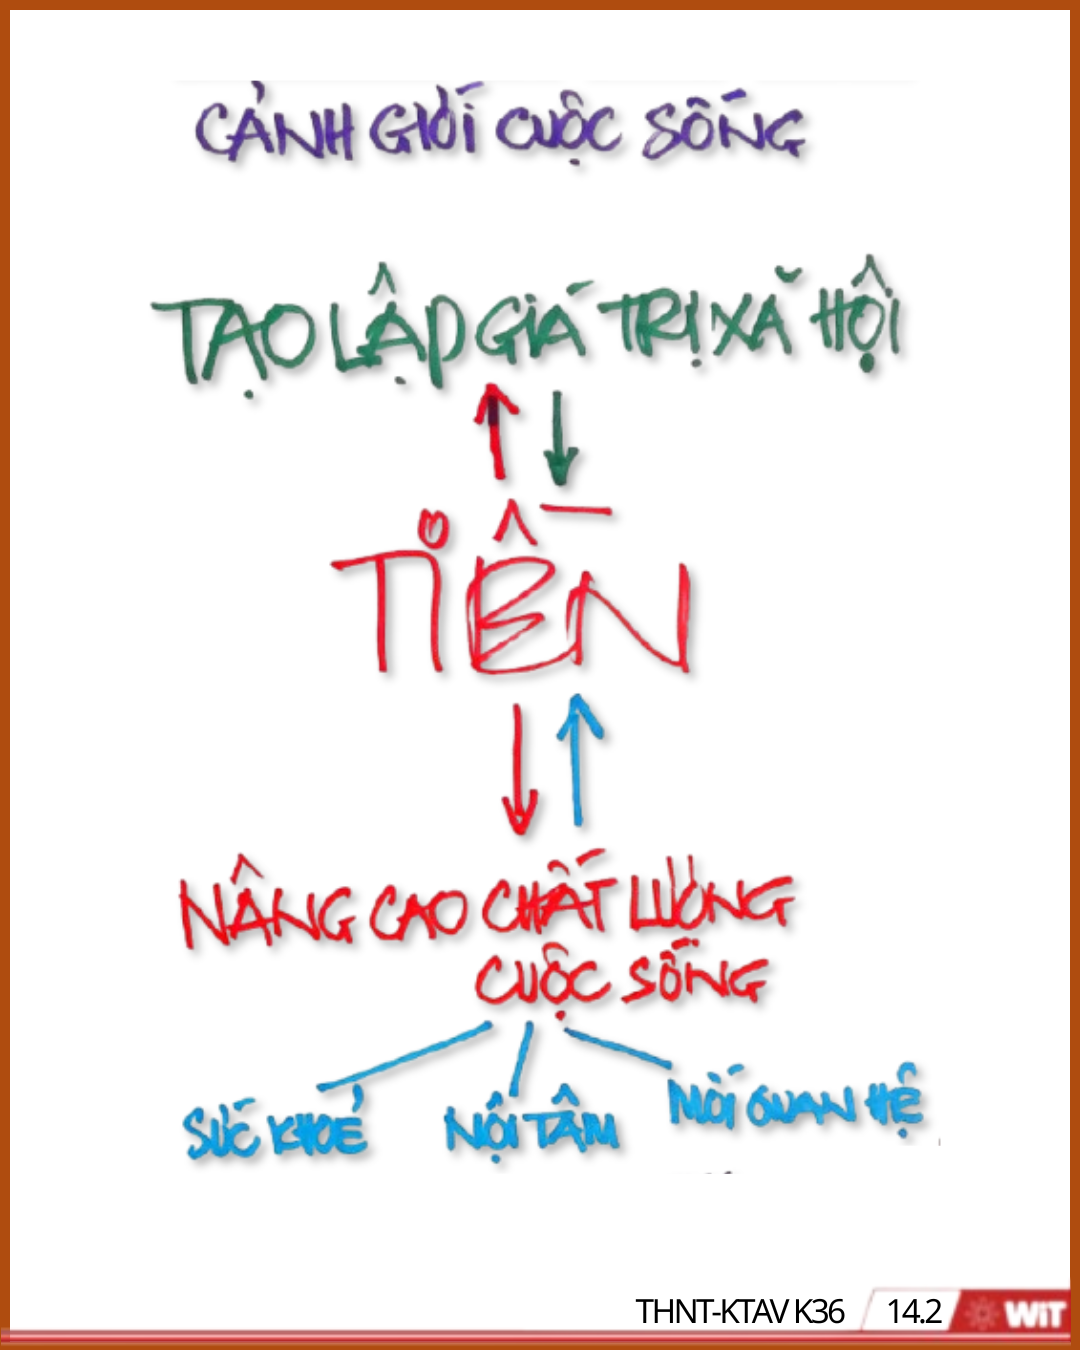 CẢNH GIỚI CUỘC SỐNG
TẠO LẬP GIÁ TRỊ XÃ HỘI
TIỀN
NÂNG CAO CHẤT LƯỢNG
CUỘC SỐNG
SỨC KHOẺ NỘI TÂM MỐI QUAN HỆ
THNT-KTAV K36 14.2 WiT